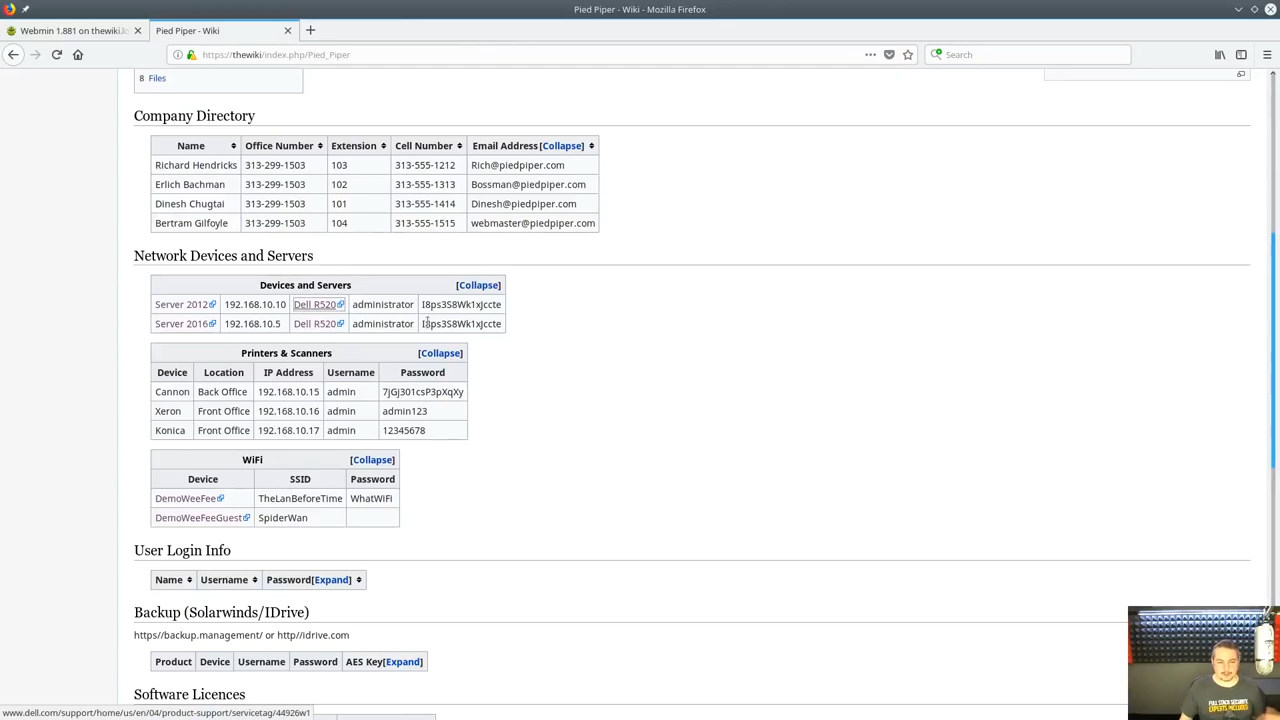 Pied Piper - Wiki - Mozilla Firefox
Webmin 1.881 on thewiki
Pied Piper - Wiki
https://thewiki/index.php/Pied_Piper
Search
8 Files
Company Directory
Name Office Number Extension Cell Number Email Address[Collapse]
Richard Hendricks 313-299-1503 103 313-555-1212 Rich@piedpiper.com
Erlich Bachman 313-299-1503 102 313-555-1313 Bossman@piedpiper.com
Dinesh Chugtai 313-299-1503 101 313-555-1414 Dinesh@piedpiper.com
Bertram Gilfoyle 313-299-1503 104 313-555-1515 webmaster@piedpiper.com
Network Devices and Servers
Devices and Servers [Collapse]
Server 2012 192.168.10.10 Dell R520 administrator I8ps3S8Wk1xJccte
Server 2016 192.168.10.5 Dell R520 administrator I8ps3S8Wk1xJccte
Printers & Scanners [Collapse]
Device Location IP Address Username Password
Cannon Back Office 192.168.10.15 admin 7jGj301csP3pXqXy
Xeron Front Office 192.168.10.16 admin admin123
Konica Front Office 192.168.10.17 admin 12345678
WiFi [Collapse]
Device SSID Password
DemoWeeFee TheLanBeforeTime WhatWiFi
DemoWeeFeeGuest SpiderWan
User Login Info
Name Username Password[Expand]
Backup (Solarwinds/IDrive)
https//backup.management/ or http//idrive.com
Product Device Username Password AES Key[Expand]
Software Licences
www.dell.com/support/home/us/en/04/product-support/servicetag/44926w1
FULL STACK SECURITY
EXPERTS INCLUDED